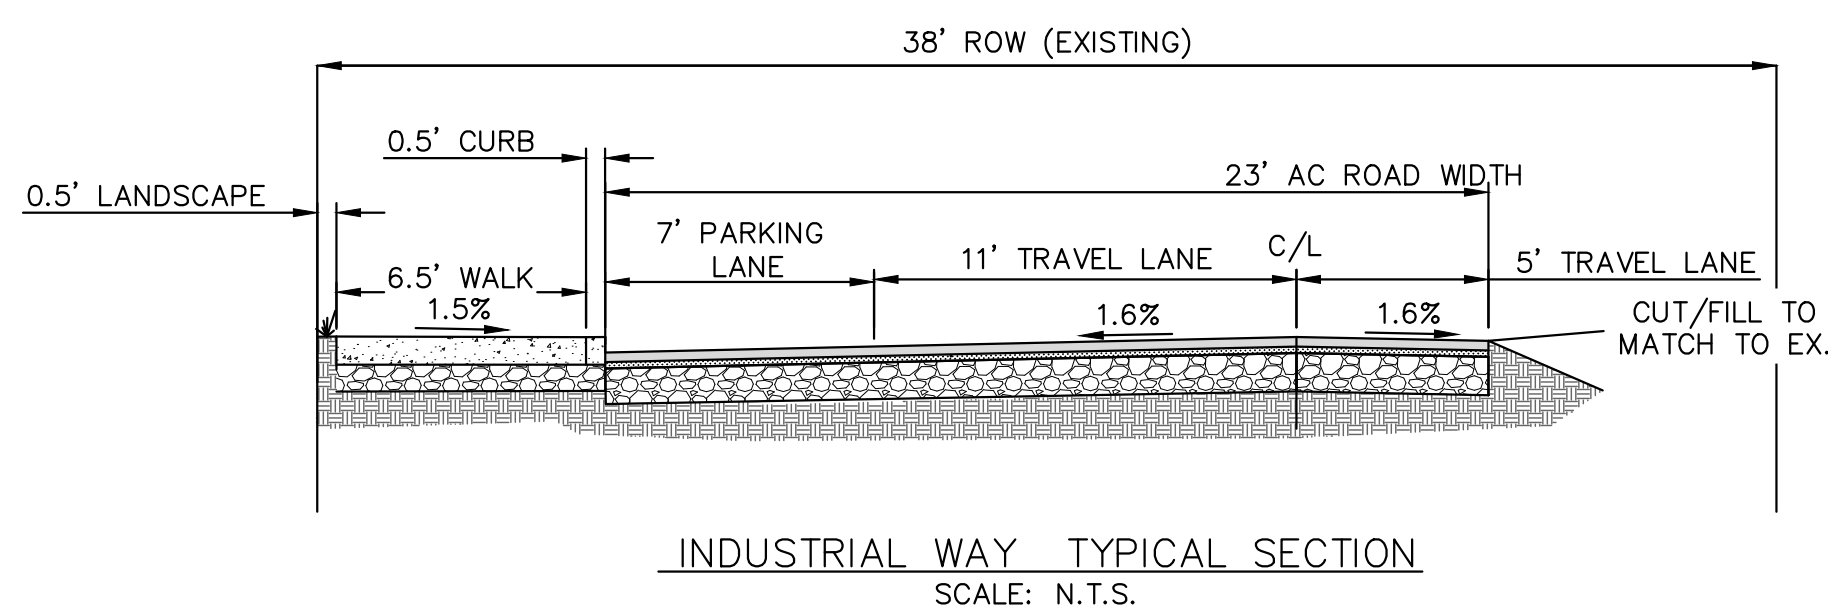 38' ROW (EXISTING)
0.5' CURB
23' AC ROAD WIDTH
0.5' LANDSCAPE
7' PARKING
LANE
11' TRAVEL LANE
C/L
5' TRAVEL LANE
6.5' WALK
1.5%
1.6%
1.6%
CUT/FILL TO
MATCH TO EX.
INDUSTRIAL WAY TYPICAL SECTION
SCALE: N.T.S.